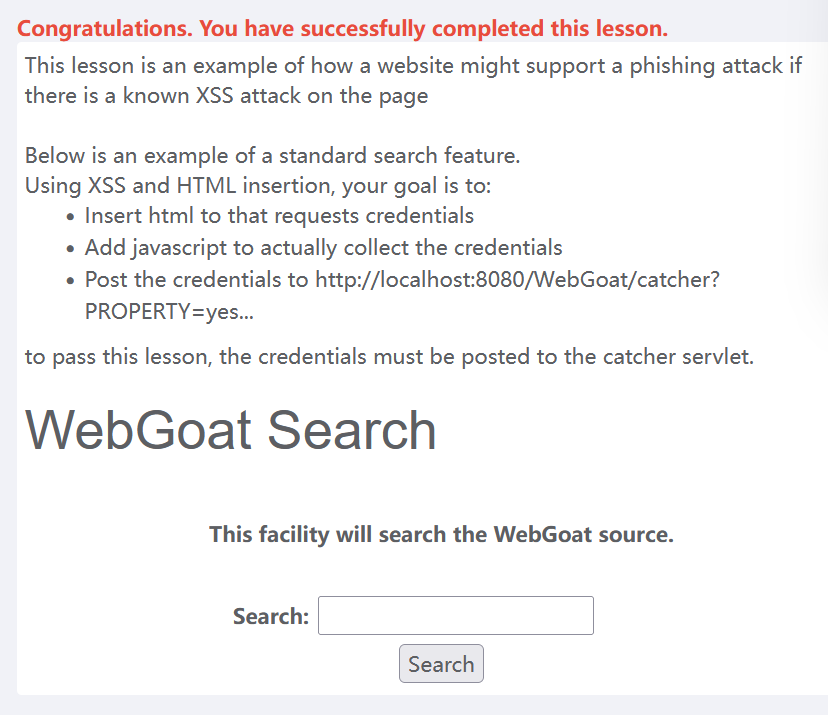 Congratulations. You have successfully completed this lesson.
This lesson is an example of how a website might support a phishing attack if
there is a known XSS attack on the page
Below is an example of a standard search feature.
Using XSS and HTML insertion, your goal is to:
• Insert html to that requests credentials
• Add javascript to actually collect the credentials
• Post the credentials to http://localhost:8080/WebGoat/catcher?
PROPERTY=yes...
to pass this lesson, the credentials must be posted to the catcher servlet.
WebGoat Search
This facility will search the WebGoat source.
Search:
Search